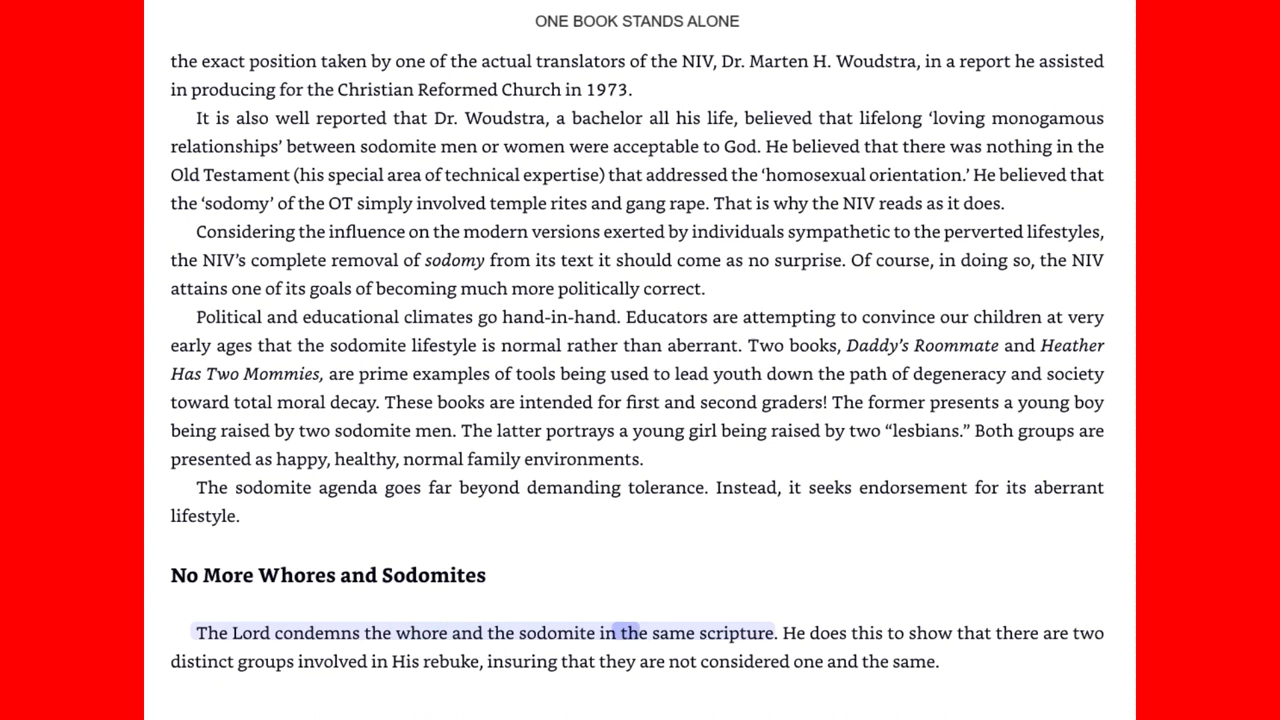 ONE BOOK STANDS ALONE
the exact position taken by one of the actual translators of the NIV, Dr. Marten H. Woudstra, in a report he assisted
in producing for the Christian Reformed Church in 1973.
It is also well reported that Dr. Woudstra, a bachelor all his life, believed that lifelong ‘loving monogamous
relationships’ between sodomite men or women were acceptable to God. He believed that there was nothing in the
Old Testament (his special area of technical expertise) that addressed the ‘homosexual orientation.’ He believed that
the ‘sodomy’ of the OT simply involved temple rites and gang rape. That is why the NIV reads as it does.
Considering the influence on the modern versions exerted by individuals sympathetic to the perverted lifestyles,
the NIV’s complete removal of sodomy from its text it should come as no surprise. Of course, in doing so, the NIV
attains one of its goals of becoming much more politically correct.
Political and educational climates go hand-in-hand. Educators are attempting to convince our children at very
early ages that the sodomite lifestyle is normal rather than aberrant. Two books, Daddy’s Roommate and Heather
Has Two Mommies, are prime examples of tools being used to lead youth down the path of degeneracy and society
toward total moral decay. These books are intended for first and second graders! The former presents a young boy
being raised by two sodomite men. The latter portrays a young girl being raised by two “lesbians.” Both groups are
presented as happy, healthy, normal family environments.
The sodomite agenda goes far beyond demanding tolerance. Instead, it seeks endorsement for its aberrant
lifestyle.
No More Whores and Sodomites
The Lord condemns the whore and the sodomite in the same scripture. He does this to show that there are two
distinct groups involved in His rebuke, insuring that they are not considered one and the same.